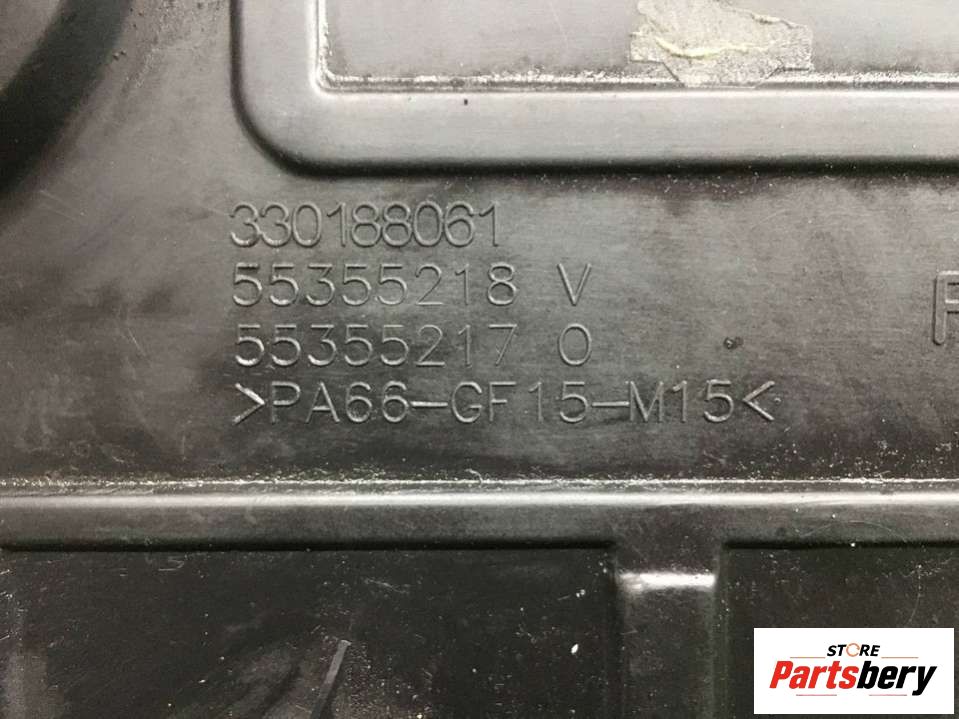 330188061
55355218 V
55355217 O
>PA66-GF15-M15<
STORE
Partsbery